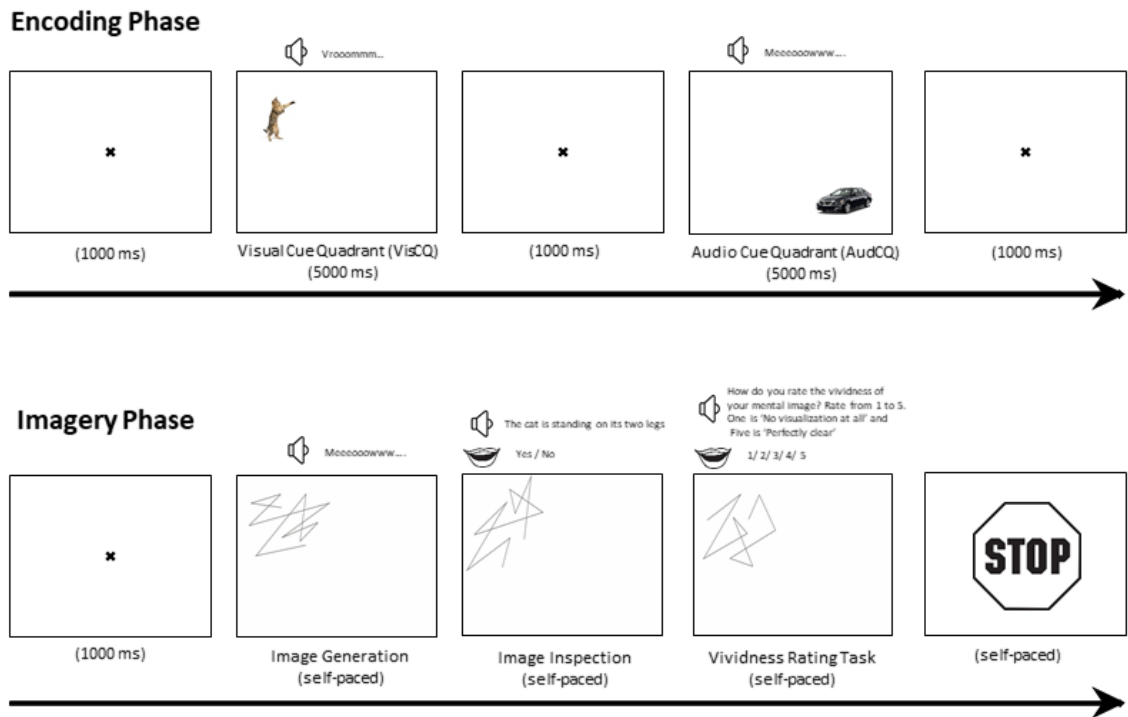 Encoding Phase
Vrooommm...
Meeeooowww....
(1000 ms)
Visual Cue Quadrant (VisCQ)
(5000 ms)
(1000 ms)
Audio Cue Quadrant (AudCQ)
(5000 ms)
(1000 ms)
Imagery Phase
Meeeooowww....
The cat is standing on its two legs
Yes / No
How do you rate the vividness of
your mental image? Rate from 1 to 5.
One is ‘No visualization at all’ and
Five is ‘Perfectly clear’
1/ 2/ 3/ 4/ 5
STOP
(1000 ms)
Image Generation
(self-paced)
Image Inspection
(self-paced)
Vividness Rating Task
(self-paced)
(self-paced)